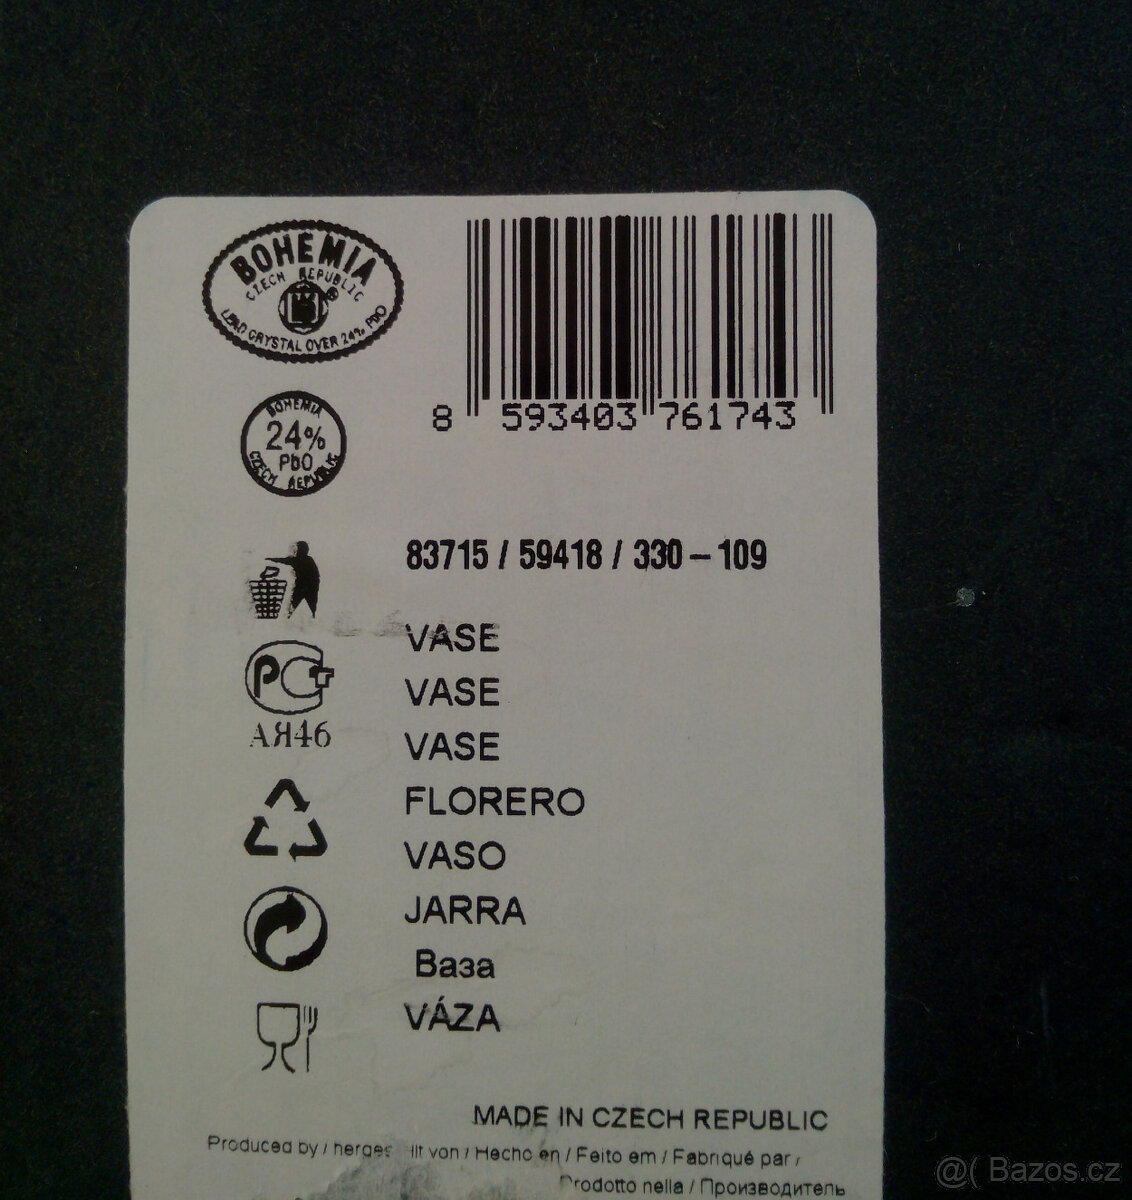 BOHEMIA
CZECH REPUBLIC
LEAD CRYSTAL OVER 24% PbO
8 593403 761743
BOHEMIA
24%
PbO
CZECH REPUBLIC
83715 / 59418 / 330 – 109
VASE
PCT
VASE
АЯ46
VASE
FLORERO
VASO
JARRA
Ваза
VÁZA
MADE IN CZECH REPUBLIC
Produced by / herges llt von / Hecho en / Feito em / Fabriqué par /
Prodotto nella / Производитель
@( Bazos.cz